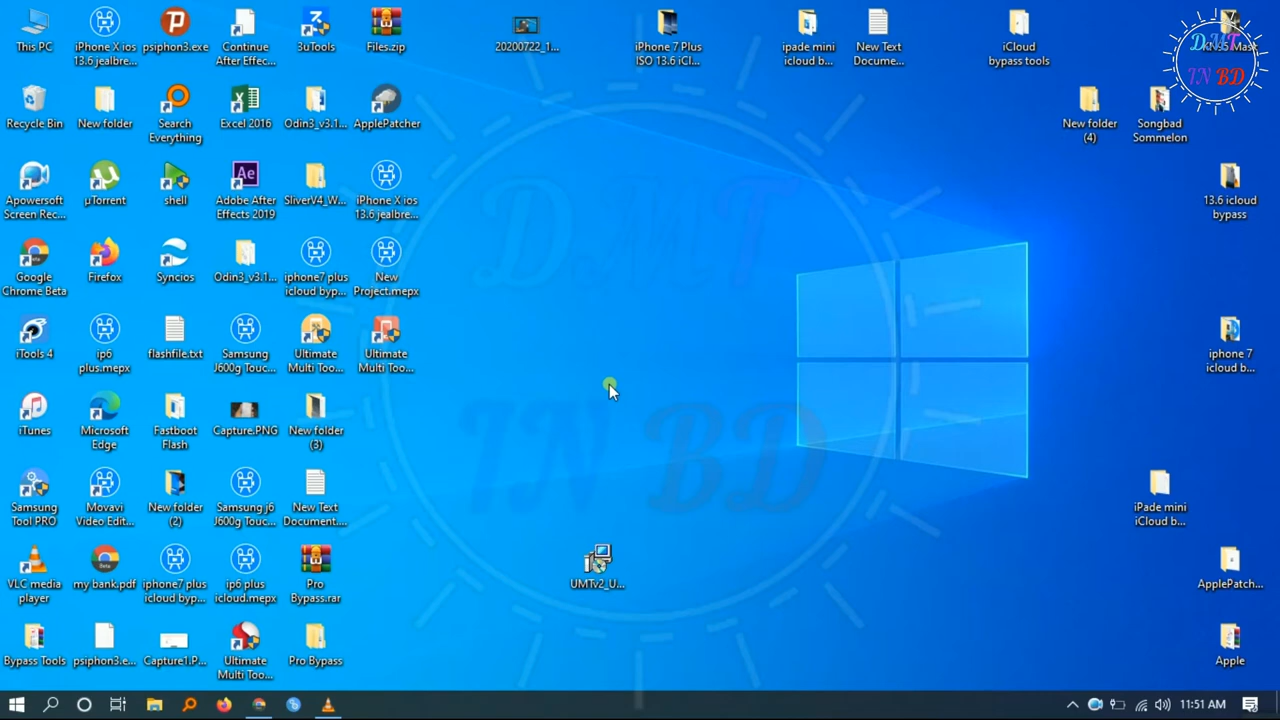 This PC
iPhone X ios
13.6 jealbre...
psiphon3.exe
Continue
After Effec...
3uTools
Files.zip
20200722_1...
iPhone 7 Plus
ISO 13.6 iCl...
ipade mini
icloud b...
New Text
Docume...
iCloud
bypass tools
DMT
IN BD
Recycle Bin
New folder
Search
Everything
Excel 2016
Odin3_v3.1...
ApplePatcher
New folder
(4)
Songbad
Sommelon
Apowersoft
Screen Rec...
µTorrent
shell
Adobe After
Effects 2019
SliverV4_W...
iPhone X ios
13.6 jealbre...
13.6 icloud
bypass
Google
Chrome Beta
Firefox
Syncios
Odin3_v3.1...
iphone7 plus
icloud byp...
New
Project.mepx
DMT
IN BD
iTools 4
ip6
plus.mepx
flashfile.txt
Samsung
J600g Touc...
Ultimate
Multi Too...
Ultimate
Multi Too...
iphone 7
icloud b...
iTunes
Microsoft
Edge
Fastboot
Flash
Capture.PNG
New folder
(3)
Samsung
Tool PRO
Movavi
Video Edit...
New folder
(2)
Samsung j6
J600g Touc...
New Text
Document....
iPade mini
iCloud b...
VLC media
player
my bank.pdf
iphone7 plus
icloud byp...
ip6 plus
icloud.mepx
Pro
Bypass.rar
UMTv2_U...
ApplePatch...
Bypass Tools
psiphon3.e...
Capture1.P...
Ultimate
Multi Too...
Pro Bypass
Apple
11:51 AM